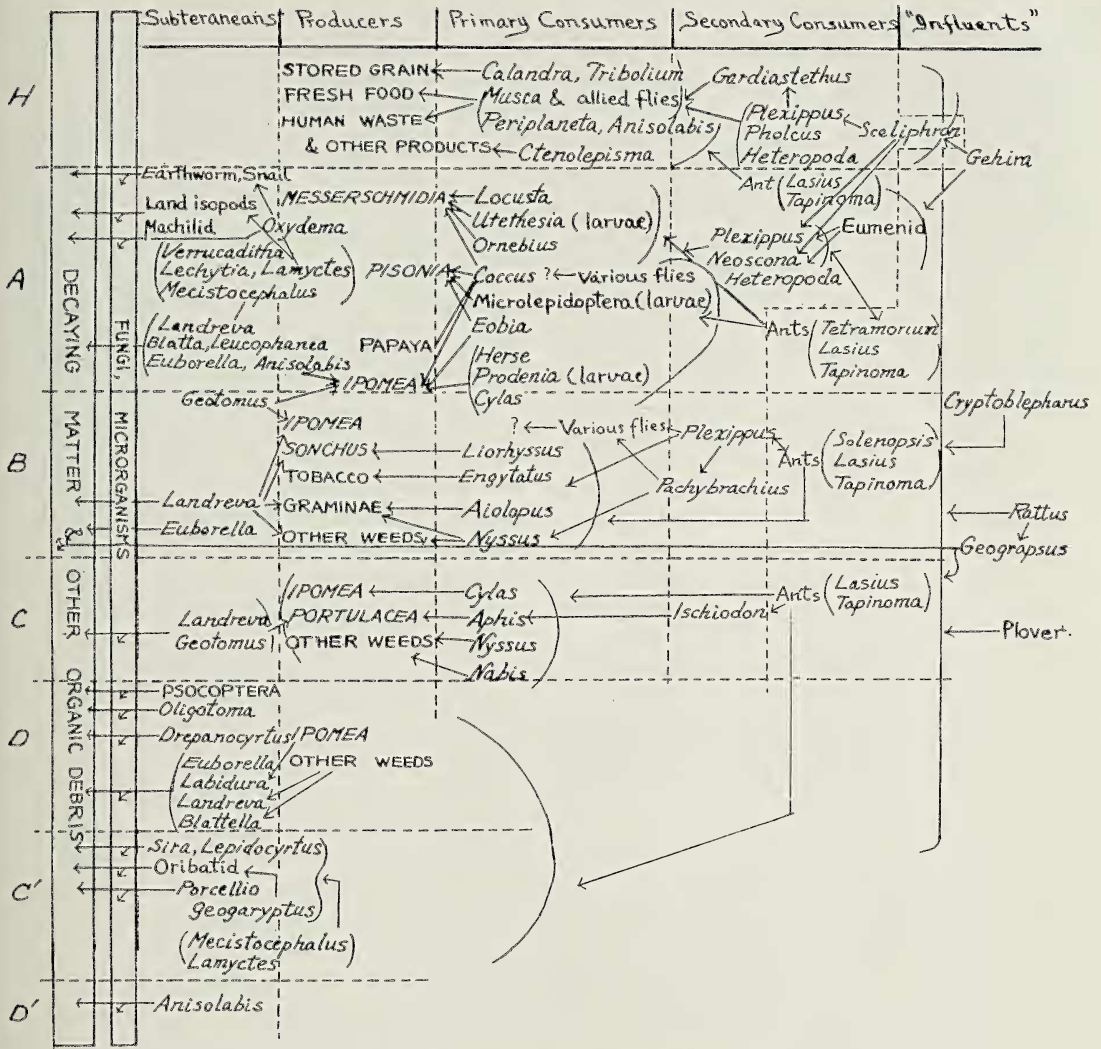 Subteraneans Producers Primary Consumers Secondary Consumers "Influents"
H
STORED GRAIN Calandra, Tribolium Gardiastethus
FRESH FOOD Musca & allied flies
HUMAN WASTE Periplaneta, Anisolabis
& OTHER PRODUCTS Ctenolepisma
Plexippus
Pholcus
Heteropoda
Sceliphron
Gehira
Ant (Lasius
Tapinoma)
A
Earthworm, Snail
Land isopods
Machilid Oxydema
(Verrucaditha
Lechytia, Lamyctes
Mecistocephalus)
(Landreva
Blatta, Leucophanea
Euborella, Anisolabis
Geotomus
MESSERSCHMIDIA
PISONIA
PAPAYA
IPOMEA
Locusta
Utethesia (larvae)
Ornebius
Coccus ? Various flies
Microlepidoptera (larvae)
Eobia
(Herse
Prodenia (larvae)
Cylas
Plexippus
Neoscona
Heteropoda
Eumenid
Ants (Tetramorium
Lasius
Tapinoma)
Cryptoblepharus
B
Landreva
Euborella
IPOMEA
SONCHUS
TOBACCO
GRAMINAE
OTHER WEEDS
? Various flies
Liorhyssus
Engytatus
Aiolopus
Nyssus
Plexippus
Pachybrachius
Ants (Solenopsis
Lasius
Tapinoma)
Rattus
Geograpsus
C
Landreva
Geotomus
IPOMEA
PORTULACEA
OTHER WEEDS
Cylas
Aphis
Nyssus
Nabis
Ischiodon
Ants (Lasius
Tapinoma)
Plover.
D
PSOCOPTERA
Oligotoma
Drepanocyrtus IPOMEA
(Euborella OTHER WEEDS
Labidura
Landreva
Blattella
C'
Sira, Lepidocyrtus
Oribatid
Porcellio
Geogaryptus
(Mecistocephalus)
Lamyctes
D'
Anisolabis
DECAYING MATTER & OTHER ORGANIC DEBRIS
FUNGI, MICRORGANISMS